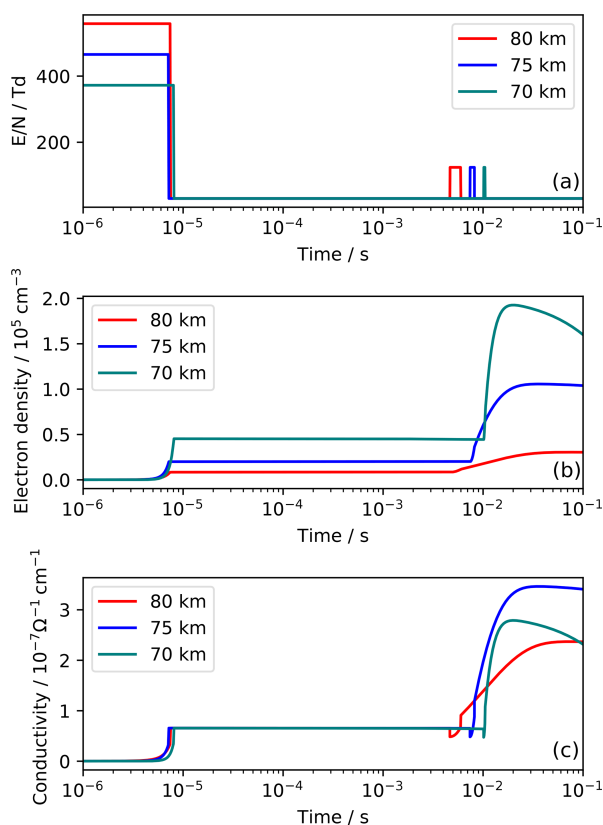 E/N / Td
400
200
80 km
75 km
70 km
(a)
10⁻⁶ 10⁻⁵ 10⁻⁴ 10⁻³ 10⁻² 10⁻¹
Time / s
Electron density / 10⁵ cm⁻³
2.0
1.5
1.0
0.5
0.0
80 km
75 km
70 km
(b)
10⁻⁶ 10⁻⁵ 10⁻⁴ 10⁻³ 10⁻² 10⁻¹
Time / s
Conductivity / 10⁻⁷Ω⁻¹ cm⁻¹
3
2
1
0
80 km
75 km
70 km
(c)
10⁻⁶ 10⁻⁵ 10⁻⁴ 10⁻³ 10⁻² 10⁻¹
Time / s